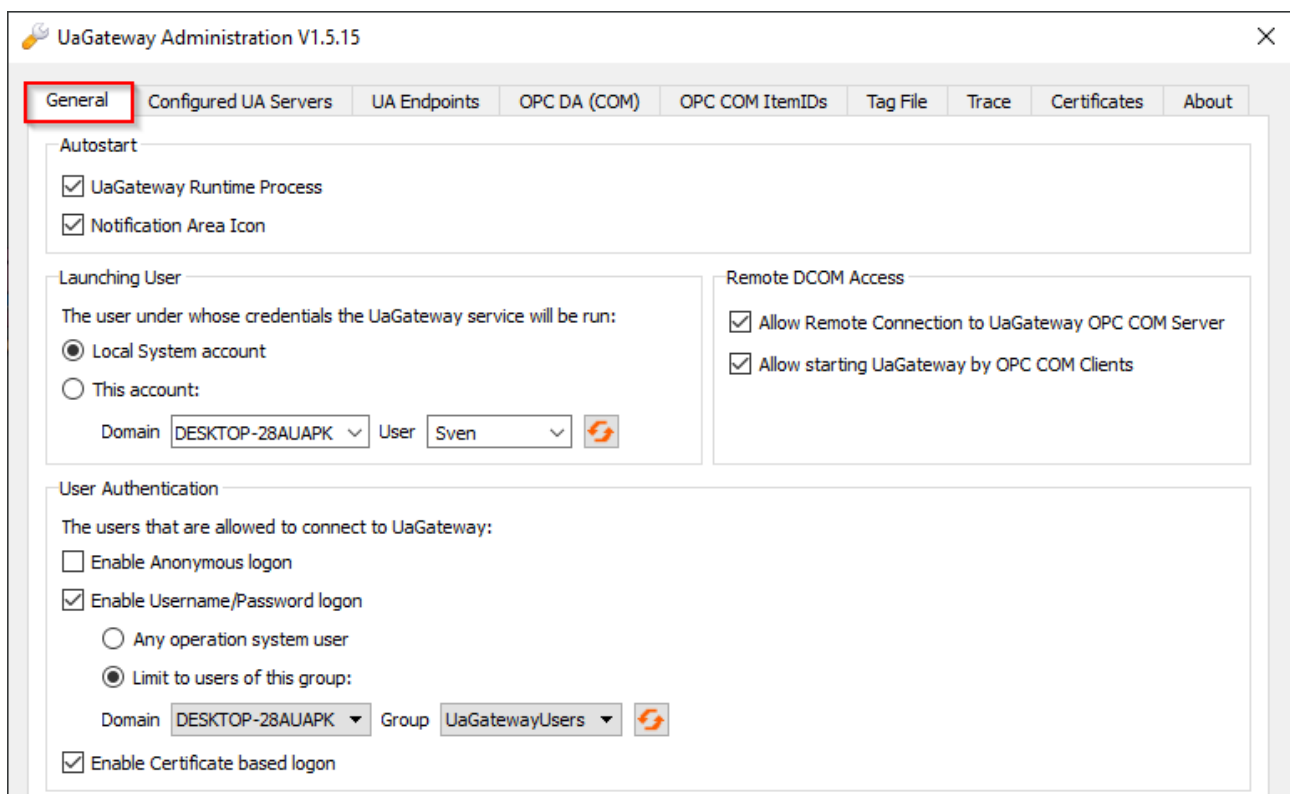 UaGateway Administration V1.5.15
General Configured UA Servers UA Endpoints OPC DA (COM) OPC COM ItemIDs Tag File Trace Certificates About
Autostart
UaGateway Runtime Process
Notification Area Icon
Launching User
The user under whose credentials the UaGateway service will be run:
Local System account
This account:
Domain DESKTOP-28AUAPK User Sven
Remote DCOM Access
Allow Remote Connection to UaGateway OPC COM Server
Allow starting UaGateway by OPC COM Clients
User Authentication
The users that are allowed to connect to UaGateway:
Enable Anonymous logon
Enable Username/Password logon
Any operation system user
Limit to users of this group:
Domain DESKTOP-28AUAPK Group UaGatewayUsers
Enable Certificate based logon